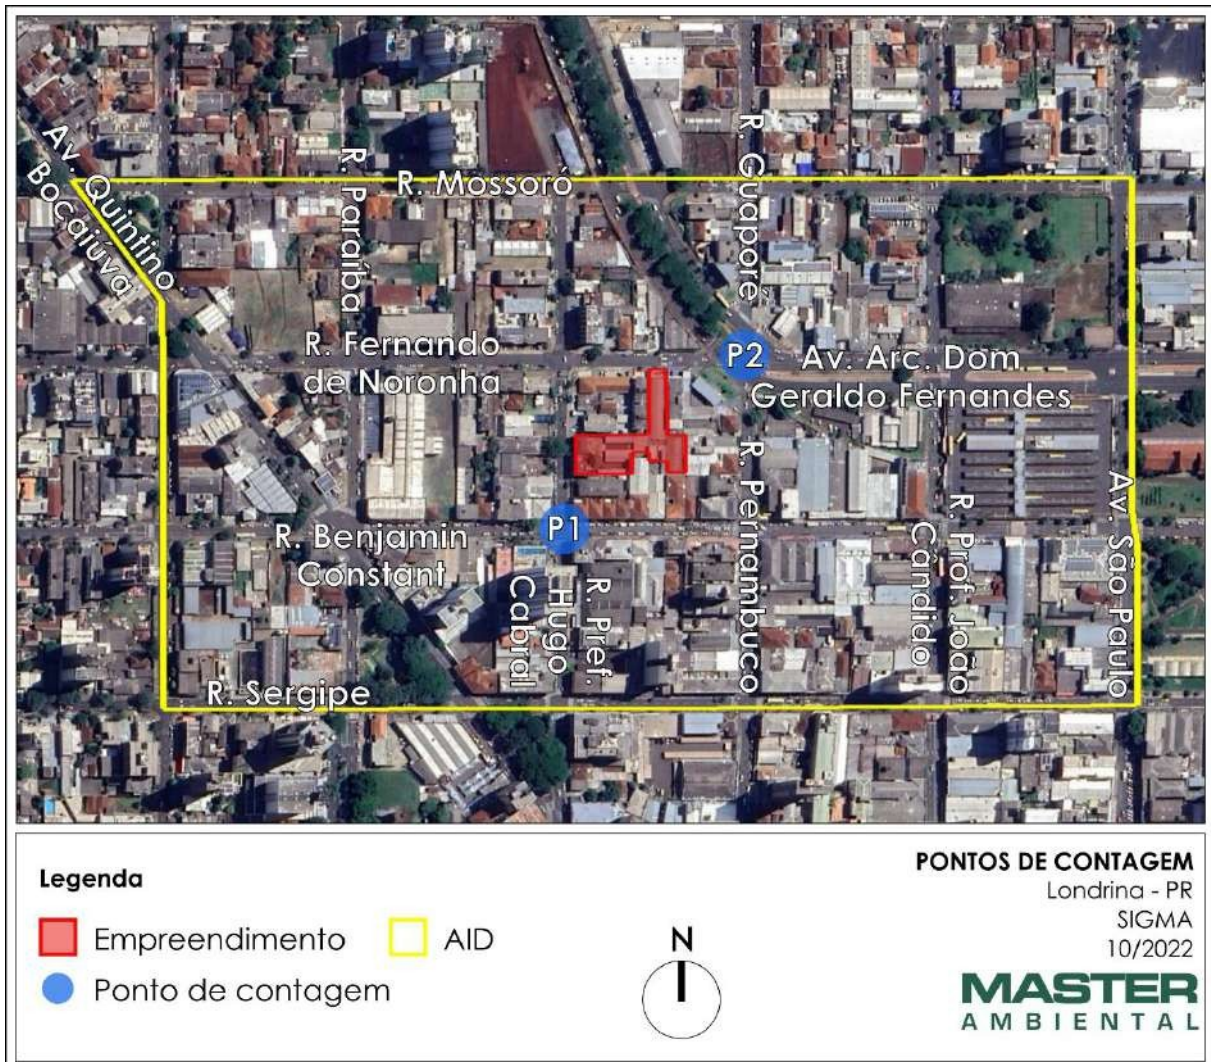 Av. Quintino
Bocaiúva
R. Paraíba
R. Mossoró
R. Guaporé
R. Fernando
de Noronha
P2
Av. Arc. Dom
Geraldo Fernandes
R. Benjamin
Constant
P1
R. Pref.
Hugo
Cabral
R. Pernambuco
R. Prof. João
Cândido
Av. São Paulo
R. Sergipe
Legenda
Empreendimento
AID
Ponto de contagem
N
PONTOS DE CONTAGEM
Londrina - PR
SIGMA
10/2022
MASTER
AMBIENTAL